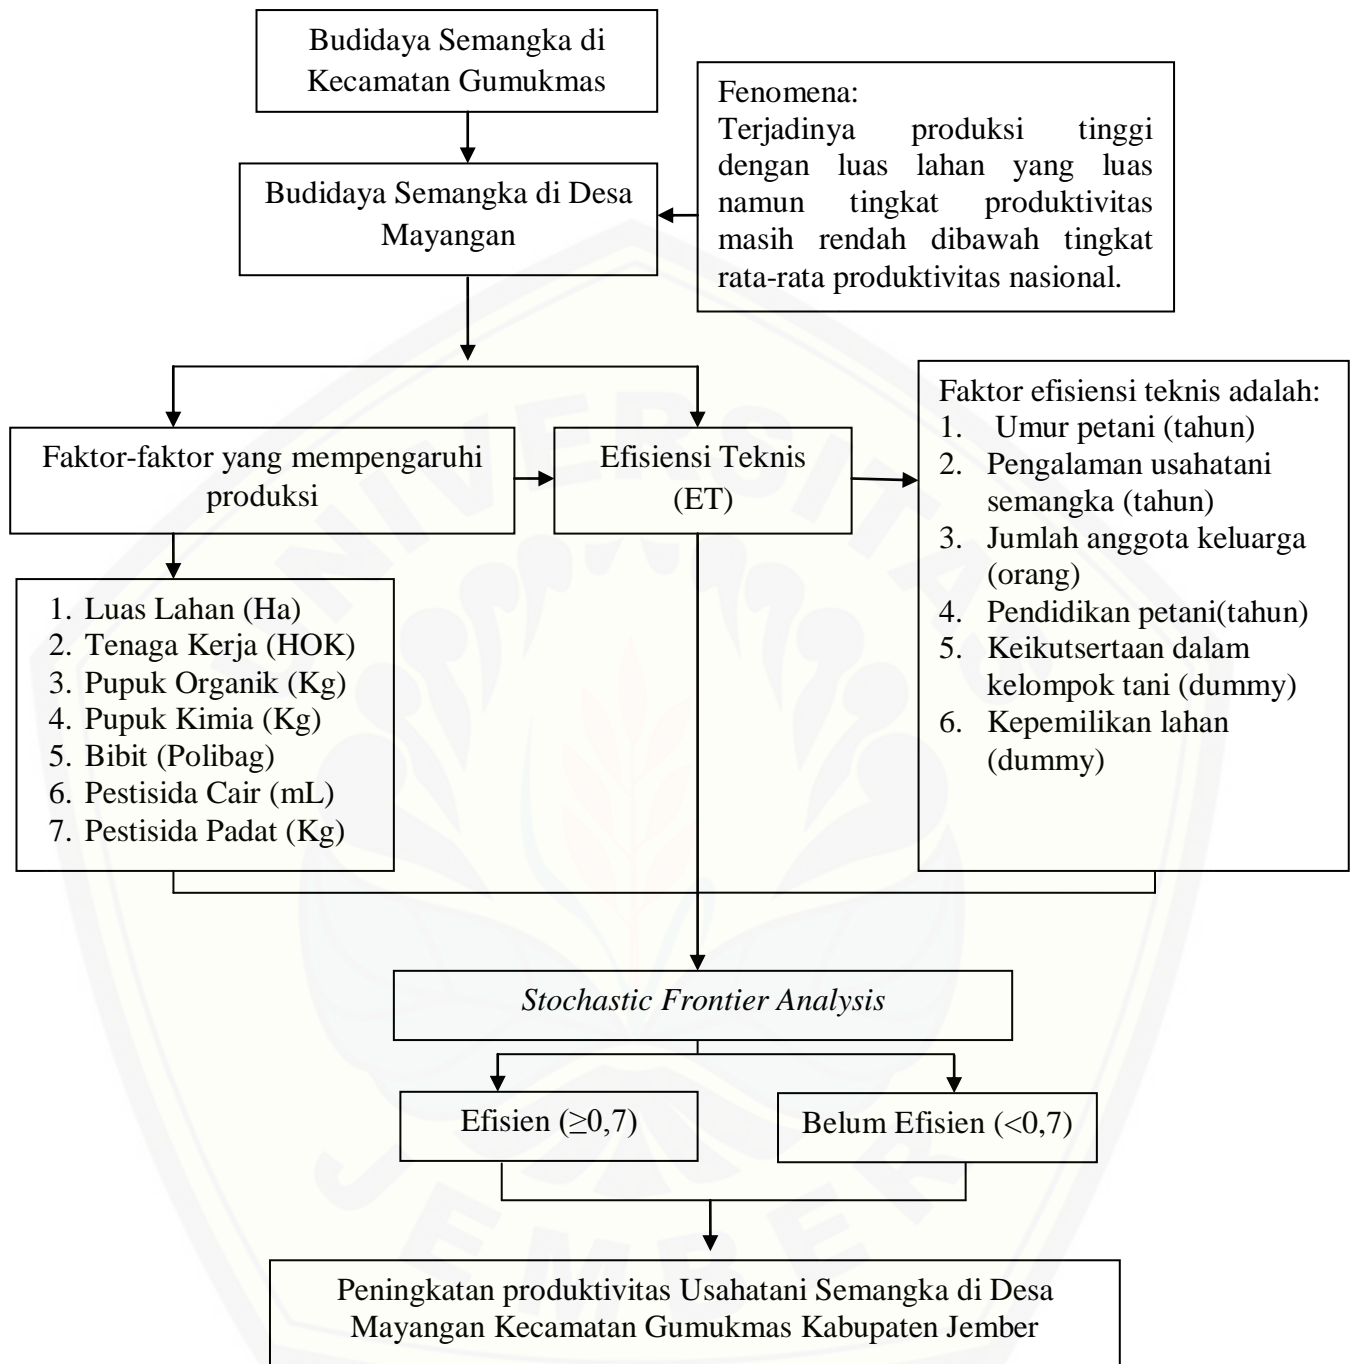 Budidaya Semangka di
Kecamatan Gumukmas
Fenomena:
Terjadinya produksi tinggi
dengan luas lahan yang luas
namun tingkat produktivitas
masih rendah dibawah tingkat
rata-rata produktivitas nasional.
Budidaya Semangka di Desa
Mayangan
Faktor-faktor yang mempengaruhi
produksi
Efisiensi Teknis
(ET)
Faktor efisiensi teknis adalah:
1. Umur petani (tahun)
2. Pengalaman usahatani
semangka (tahun)
3. Jumlah anggota keluarga
(orang)
4. Pendidikan petani(tahun)
5. Keikutsertaan dalam
kelompok tani (dummy)
6. Kepemilikan lahan
(dummy)
1. Luas Lahan (Ha)
2. Tenaga Kerja (HOK)
3. Pupuk Organik (Kg)
4. Pupuk Kimia (Kg)
5. Bibit (Polibag)
6. Pestisida Cair (mL)
7. Pestisida Padat (Kg)
Stochastic Frontier Analysis
Efisien (≥0,7)
Belum Efisien (<0,7)
Peningkatan produktivitas Usahatani Semangka di Desa
Mayangan Kecamatan Gumukmas Kabupaten Jember
UNIVERSITAS
JEMBER